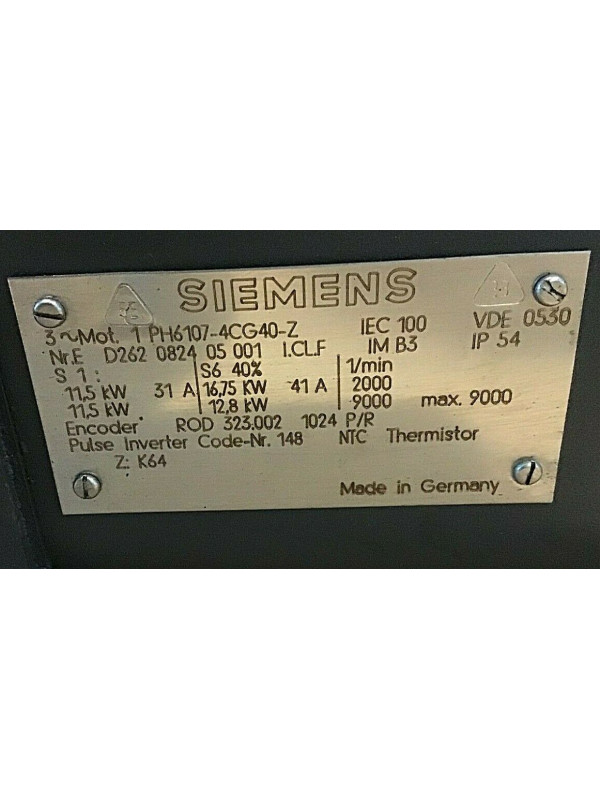 SIEMENS
3~Mot. 1 PH6107-4CG40-Z IEC 100 VDE 0530
Nr.E D262 0824 05 001 I.CL.F IM B3 IP 54
S 1: S6 40% 1/min
11,5 kW 31 A 16,75 KW 41 A 2000
11,5 kW 12,8 kW 9000 max. 9000
Encoder ROD 323.002 1024 P/R
Pulse Inverter Code-Nr. 148 NTC Thermistor
Z: K64
Made in Germany